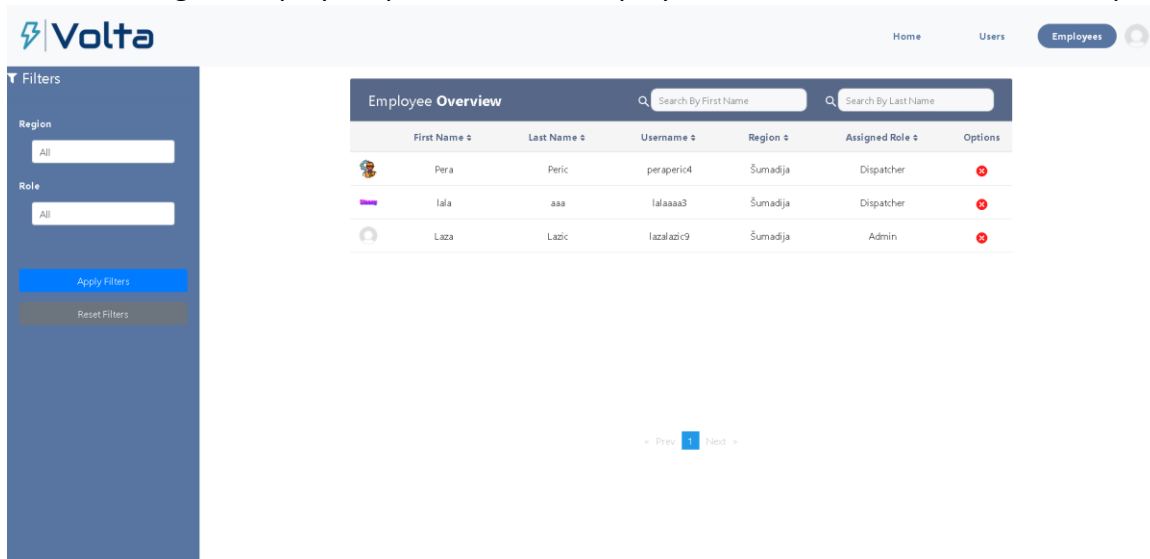 Volta
Home Users Employees
Filters
Region
All
Role
All
Apply Filters
Reset Filters
Employee Overview Search By First Name Search By Last Name
First Name Last Name Username Region Assigned Role Options
Pera Peric peraperic4 Šumadija Dispatcher
lala aaa lalaaaa3 Šumadija Dispatcher
Laza Lazic lazalazic9 Šumadija Admin
« Prev 1 Next »